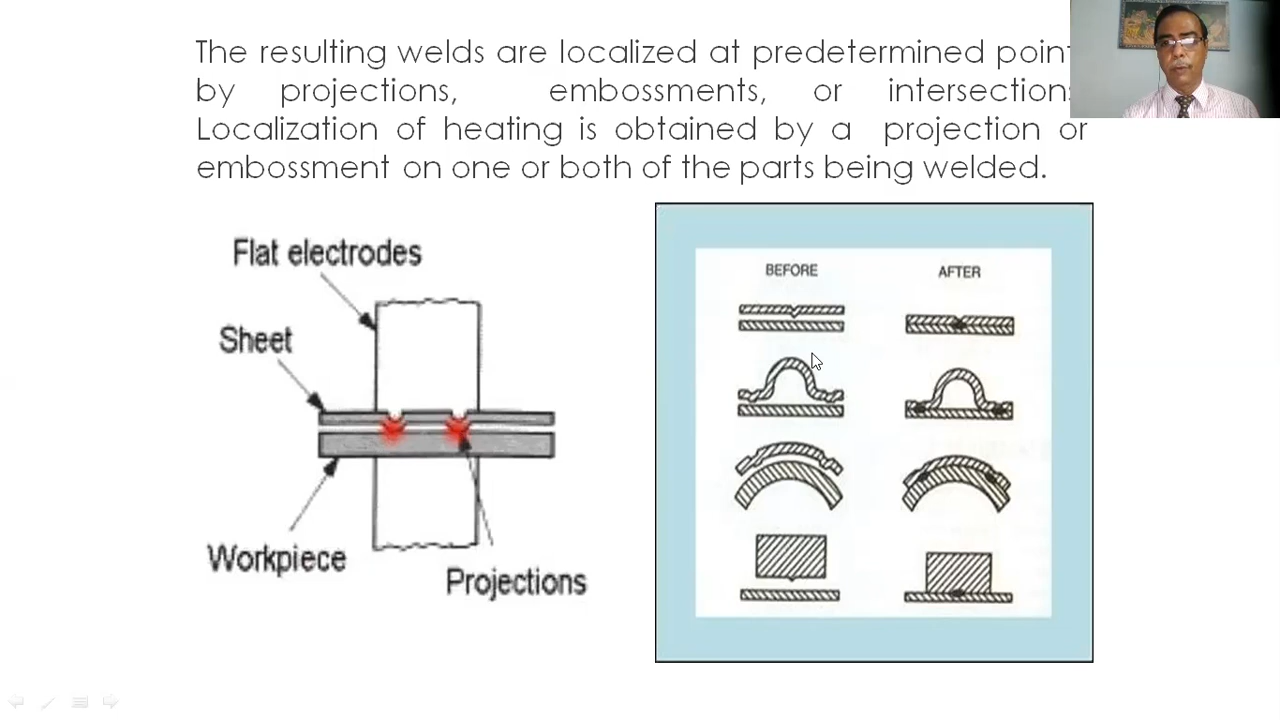 The resulting welds are localized at predetermined point
by projections, embossments, or intersection
Localization of heating is obtained by a projection or
embossment on one or both of the parts being welded.
Flat electrodes
Sheet
Workpiece
Projections
BEFORE
AFTER